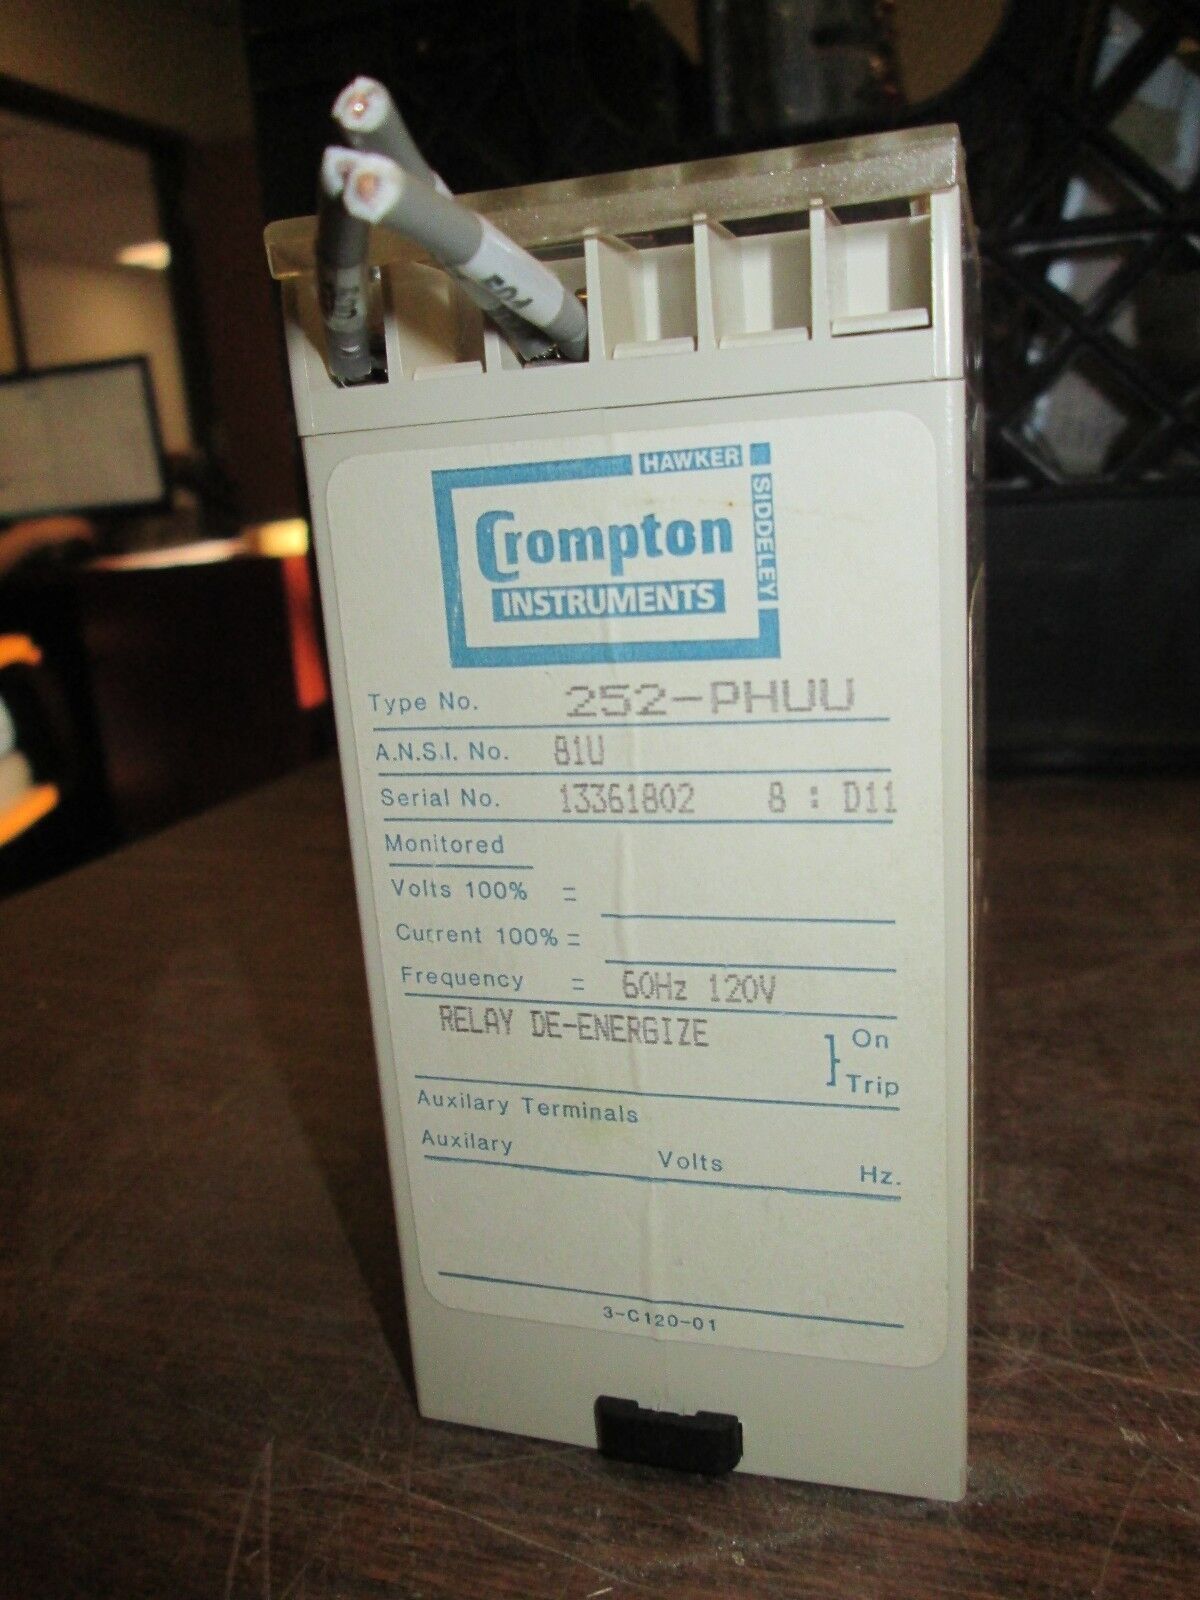 504
HAWKER
SIDDELEY
Crompton
INSTRUMENTS
Type No. 252-PHUU
A.N.S.I. No. 81U
Serial No. 13361802 8 : D11
Monitored
Volts 100% =
Current 100% =
Frequency = 60Hz 120V
RELAY DE-ENERGIZE } On
Trip
Auxilary Terminals
Auxilary Volts Hz.
3-C120-01